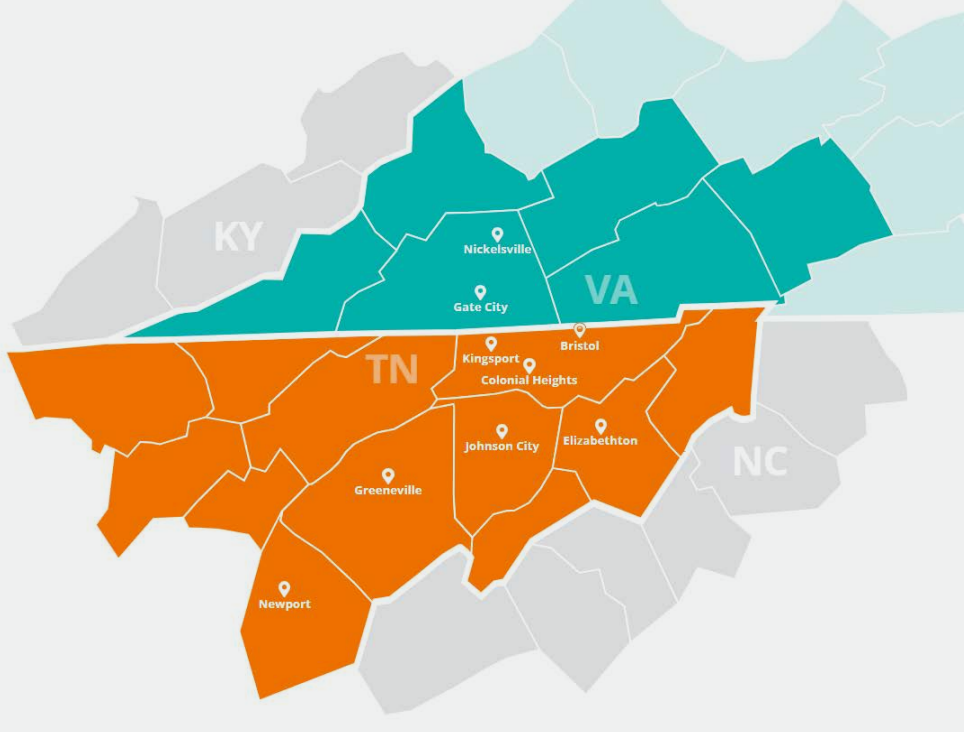 KY
Nickelsville
VA
Gate City
Bristol
Kingsport
TN
Colonial Heights
Johnson City
Elizabethton
NC
Greeneville
Newport